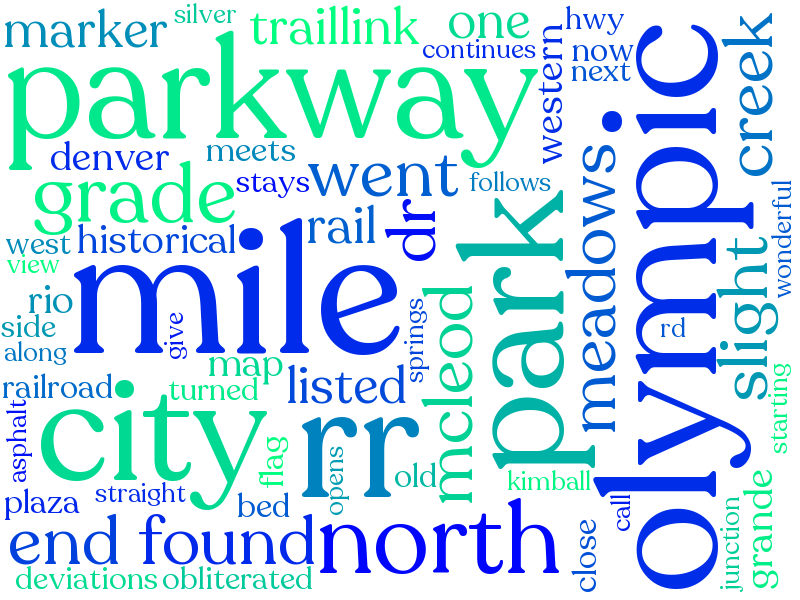 marker
silver
traillink
one
hwy
continues
now
next
western
olympic
creek
parkway
denver
meets
stays
went
follows
grade
dr
west
historical
rail
view
mile
park
meadows
wonderful
slight
rio
side
along
give
springs
mcleod
rd
railroad
map
turned
listed
starting
asphalt
city
flag
rr
opens
old
kimball
plaza
straight
bed
north
close
call
junction
grande
end found
deviations
obliterated